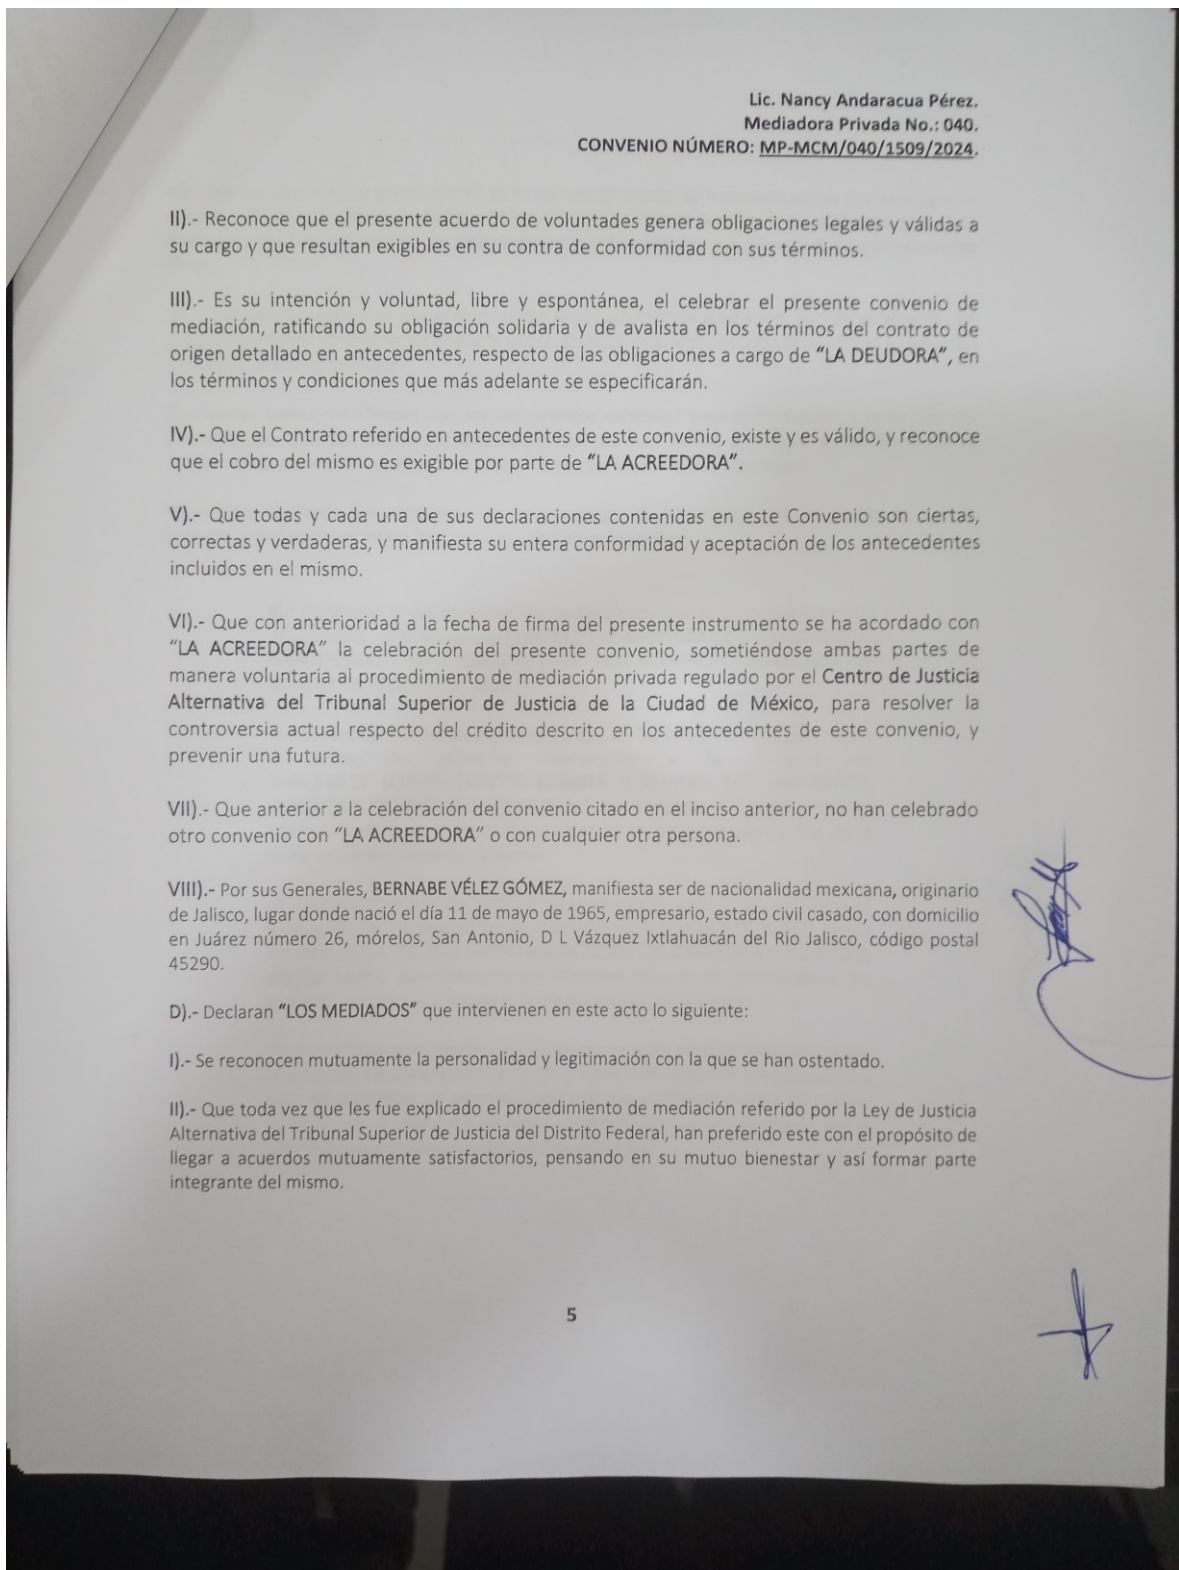 Lic. Nancy Andaracua Pérez.
Mediadora Privada No.: 040.
CONVENIO NÚMERO: MP-MCM/040/1509/2024.
II).- Reconoce que el presente acuerdo de voluntades genera obligaciones legales y válidas a
su cargo y que resultan exigibles en su contra de conformidad con sus términos.
III).- Es su intención y voluntad, libre y espontánea, el celebrar el presente convenio de
mediación, ratificando su obligación solidaria y de avalista en los términos del contrato de
origen detallado en antecedentes, respecto de las obligaciones a cargo de "LA DEUDORA", en
los términos y condiciones que más adelante se especificarán.
IV).- Que el Contrato referido en antecedentes de este convenio, existe y es válido, y reconoce
que el cobro del mismo es exigible por parte de "LA ACREEDORA".
V).- Que todas y cada una de sus declaraciones contenidas en este Convenio son ciertas,
correctas y verdaderas, y manifiesta su entera conformidad y aceptación de los antecedentes
incluidos en el mismo.
VI).- Que con anterioridad a la fecha de firma del presente instrumento se ha acordado con
"LA ACREEDORA" la celebración del presente convenio, sometiéndose ambas partes de
manera voluntaria al procedimiento de mediación privada regulado por el Centro de Justicia
Alternativa del Tribunal Superior de Justicia de la Ciudad de México, para resolver la
controversia actual respecto del crédito descrito en los antecedentes de este convenio, y
prevenir una futura.
VII).- Que anterior a la celebración del convenio citado en el inciso anterior, no han celebrado
otro convenio con "LA ACREEDORA" o con cualquier otra persona.
VIII).- Por sus Generales, BERNABE VÉLEZ GÓMEZ, manifiesta ser de nacionalidad mexicana, originario
de Jalisco, lugar donde nació el día 11 de mayo de 1965, empresario, estado civil casado, con domicilio
en Juárez número 26, mórelos, San Antonio, D L Vázquez Ixtlahuacán del Rio Jalisco, código postal
45290.
D).- Declaran "LOS MEDIADOS" que intervienen en este acto lo siguiente:
I).- Se reconocen mutuamente la personalidad y legitimación con la que se han ostentado.
II).- Que toda vez que les fue explicado el procedimiento de mediación referido por la Ley de Justicia
Alternativa del Tribunal Superior de Justicia del Distrito Federal, han preferido este con el propósito de
llegar a acuerdos mutuamente satisfactorios, pensando en su mutuo bienestar y así formar parte
integrante del mismo.
5